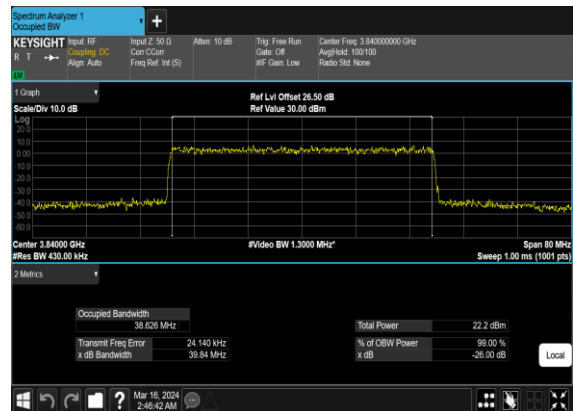 Spectrum Analyzer 1
Occupied BW
+
KEYSIGHT Input: RF Input Z: 50 Ω Atten: 10 dB Trig: Free Run Center Freq: 3.840000000 GHz
R T Coupling: DC Corr CCorr Gate: Off Avg|Hold: 100/100
Align: Auto Freq Ref: Int (S) #IF Gain: Low Radio Std: None
LW
1 Graph Ref Lvl Offset 26.50 dB
Scale/Div 10.0 dB Ref Value 30.00 dBm
Log
20.0
10.0
0.00
-10.0
-20.0
-30.0
-40.0
-50.0
-60.0
Center 3.84000 GHz #Video BW 1.3000 MHz* Span 80 MHz
#Res BW 430.00 kHz Sweep 1.00 ms (1001 pts)
2 Metrics
Occupied Bandwidth
38.626 MHz Total Power 22.2 dBm
Transmit Freq Error 24.140 kHz % of OBW Power 99.00 %
x dB Bandwidth 39.84 MHz x dB -26.00 dB
Local
? Mar 16, 2024
2:46:42 AM